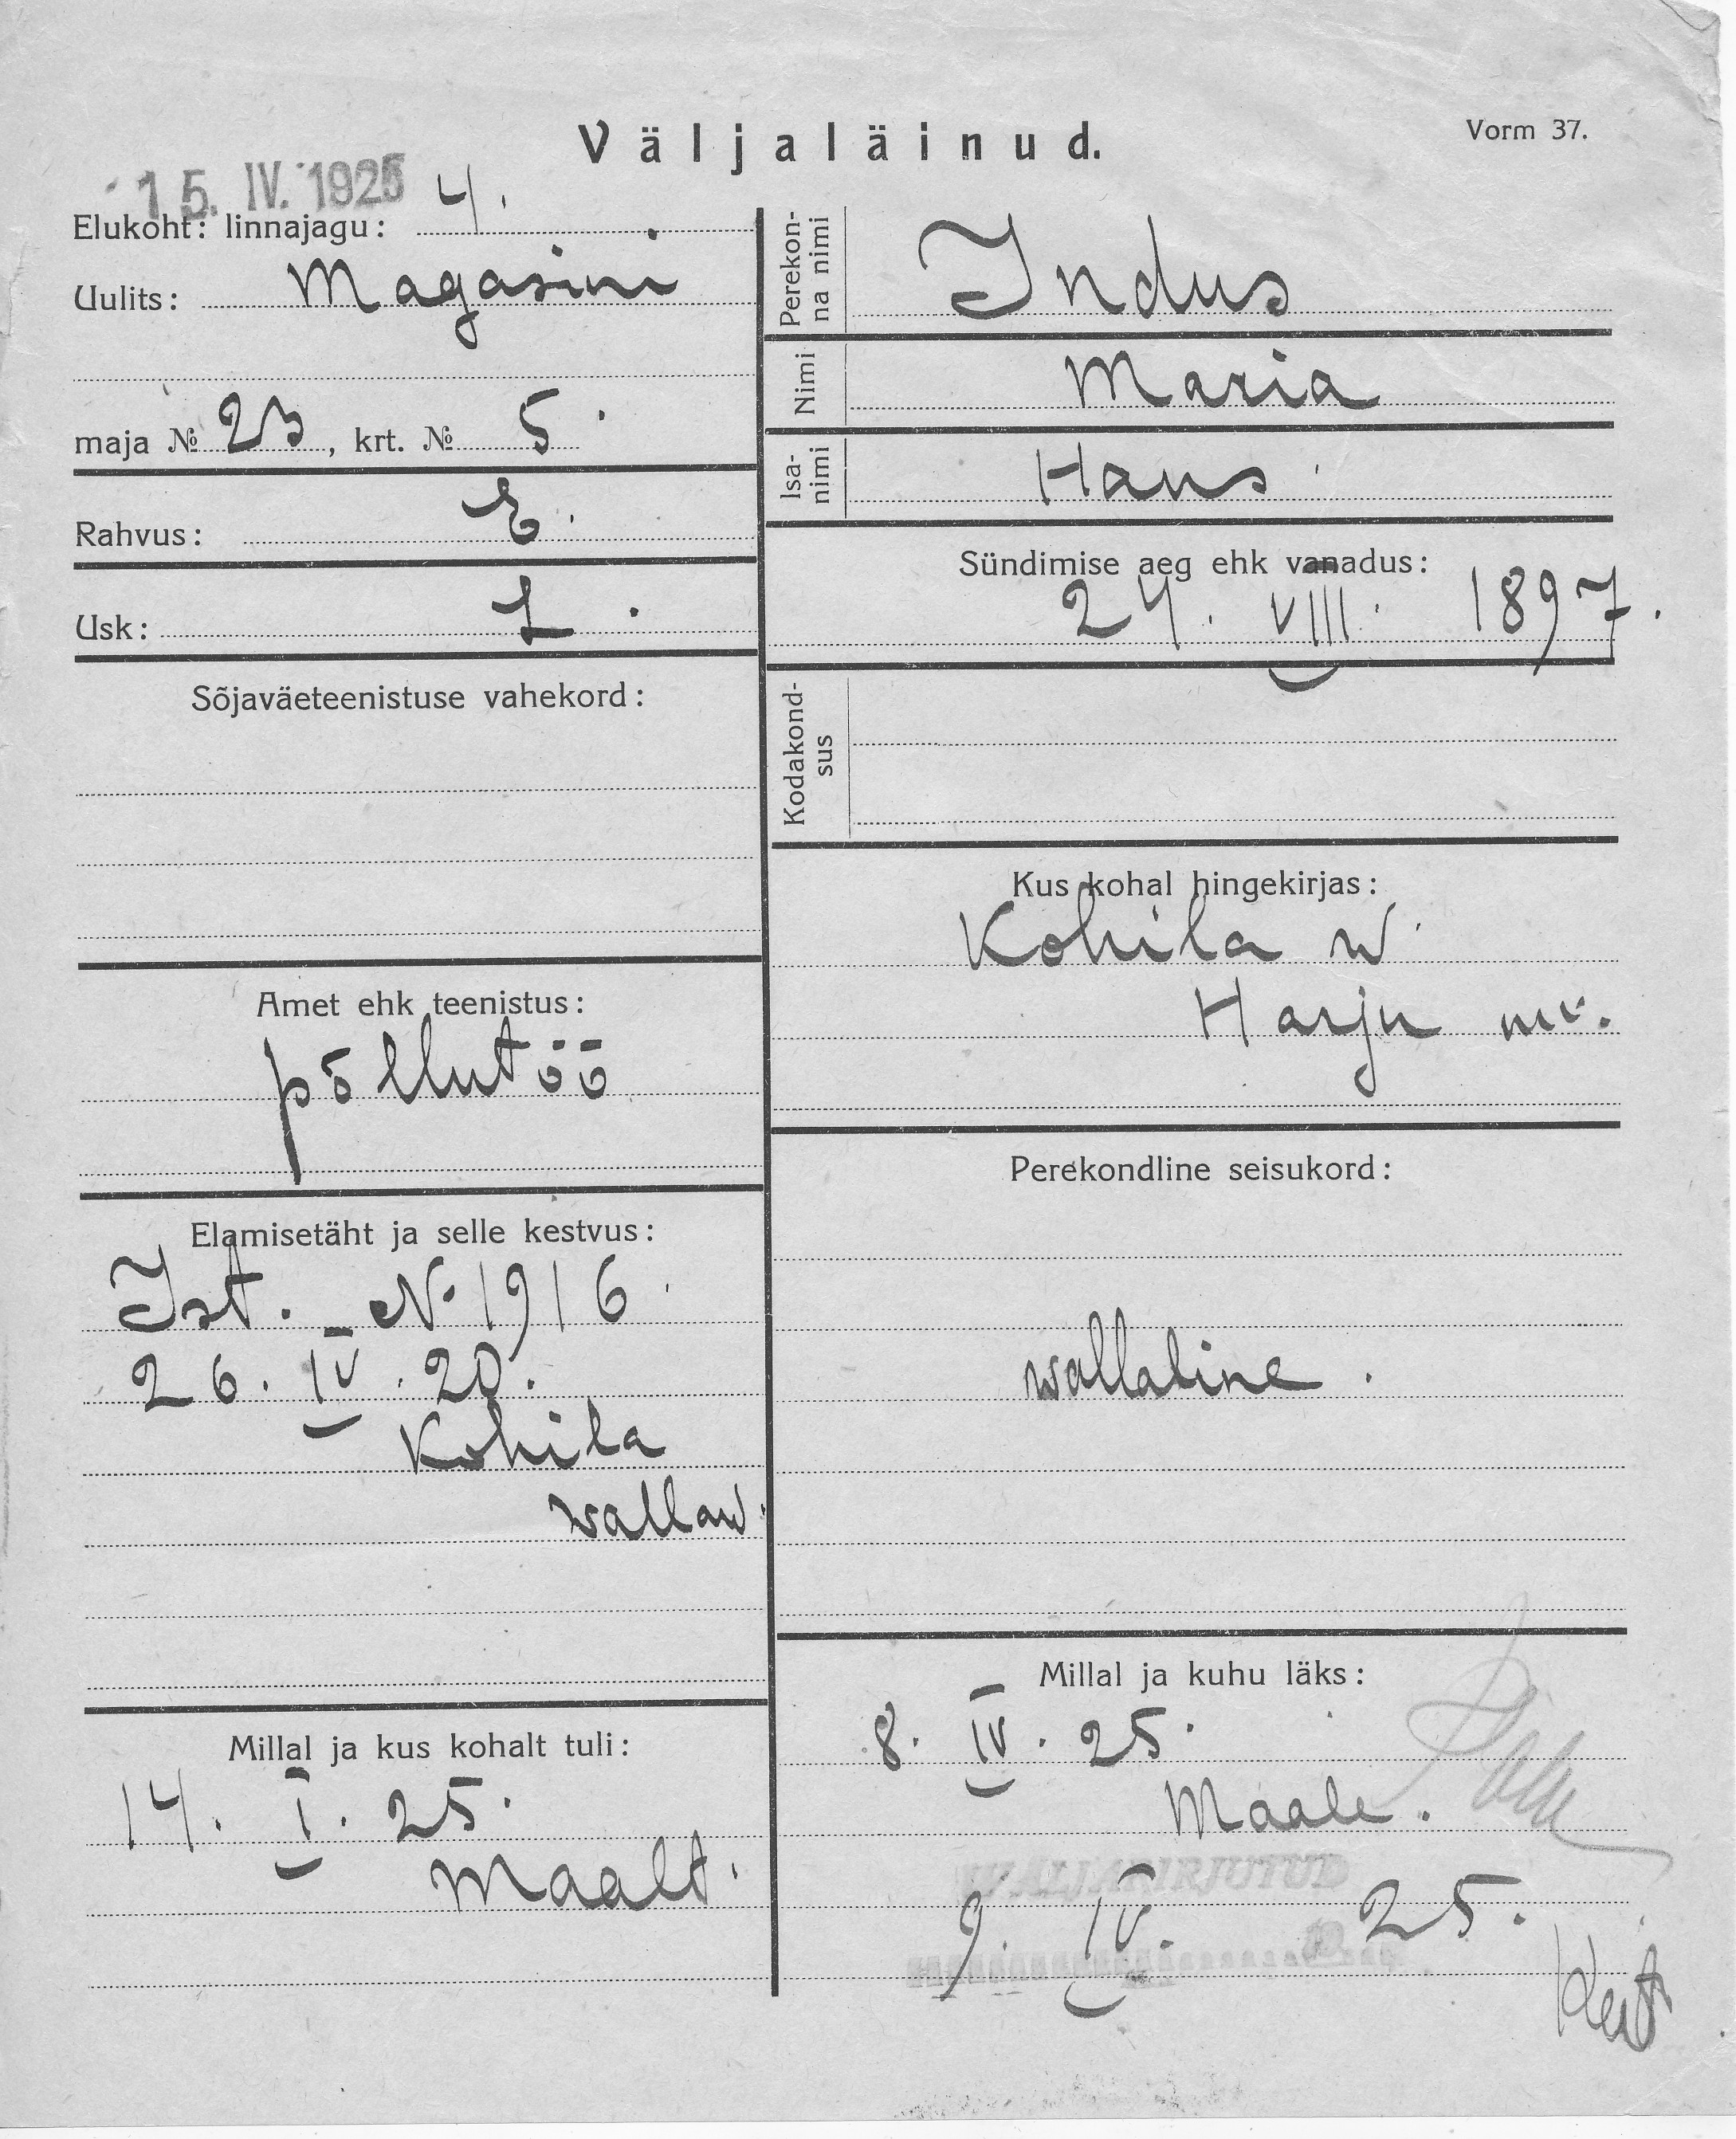 Väljaläinud.
Vorm 37.
15. IV. 1925
Elukoht: linnajagu: 4.
Uulits: Magasini
maja № 23, krt. № 5.
Rahvus: E.
Usk: L.
Sõjaväeteenistuse vahekord:
Amet ehk teenistus:
põllutöö
Elamisetäht ja selle kestvus:
Ist. № 1916.
26. IV. 20.
Kohila
wallaw.
Millal ja kus kohalt tuli:
14. I. 25.
Maalt.
Perekonna nimi
Indus
Nimi
Maria
Isanimi
Hans
Sündimise aeg ehk vanadus:
24. VIII. 1897.
Kodakondsus
Kus kohal hingekirjas:
Kohila w.
Harju mk.
Perekondline seisukord:
wallaline.
Millal ja kuhu läks:
8. IV. 25.
Maale.
WÄLJAKIRJUTUD
9. IV. 25.